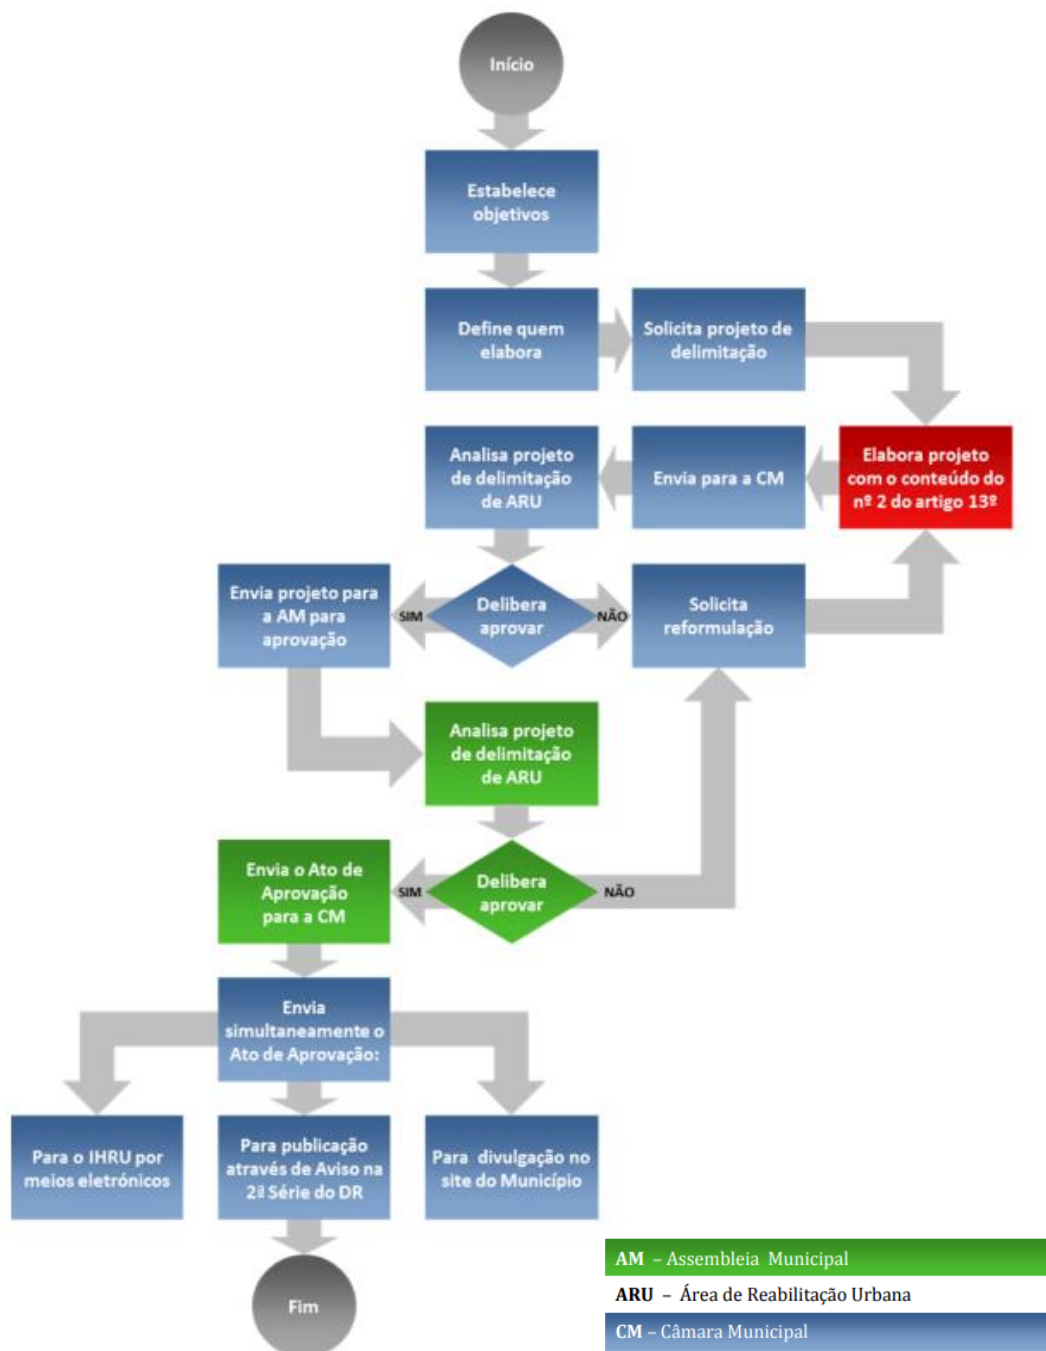 Início
Estabelece
objetivos
Define quem
elabora
Solicita projeto de
delimitação
Analisa projeto
de delimitação
de ARU
Envia para a CM
Elabora projeto
com o conteúdo do
nº 2 do artigo 13º
Envia projeto para
a AM para
aprovação
SIM
Delibera
aprovar
NÃO
Solicita
reformulação
Analisa projeto
de delimitação
de ARU
Envia o Ato de
Aprovação
para a CM
SIM
Delibera
aprovar
NÃO
Envia
simultaneamente o
Ato de Aprovação:
Para o IHRU por
meios eletrónicos
Para publicação
através de Aviso na
2ª Série do DR
Para divulgação no
site do Município
Fim
AM – Assembleia Municipal
ARU – Área de Reabilitação Urbana
CM – Câmara Municipal